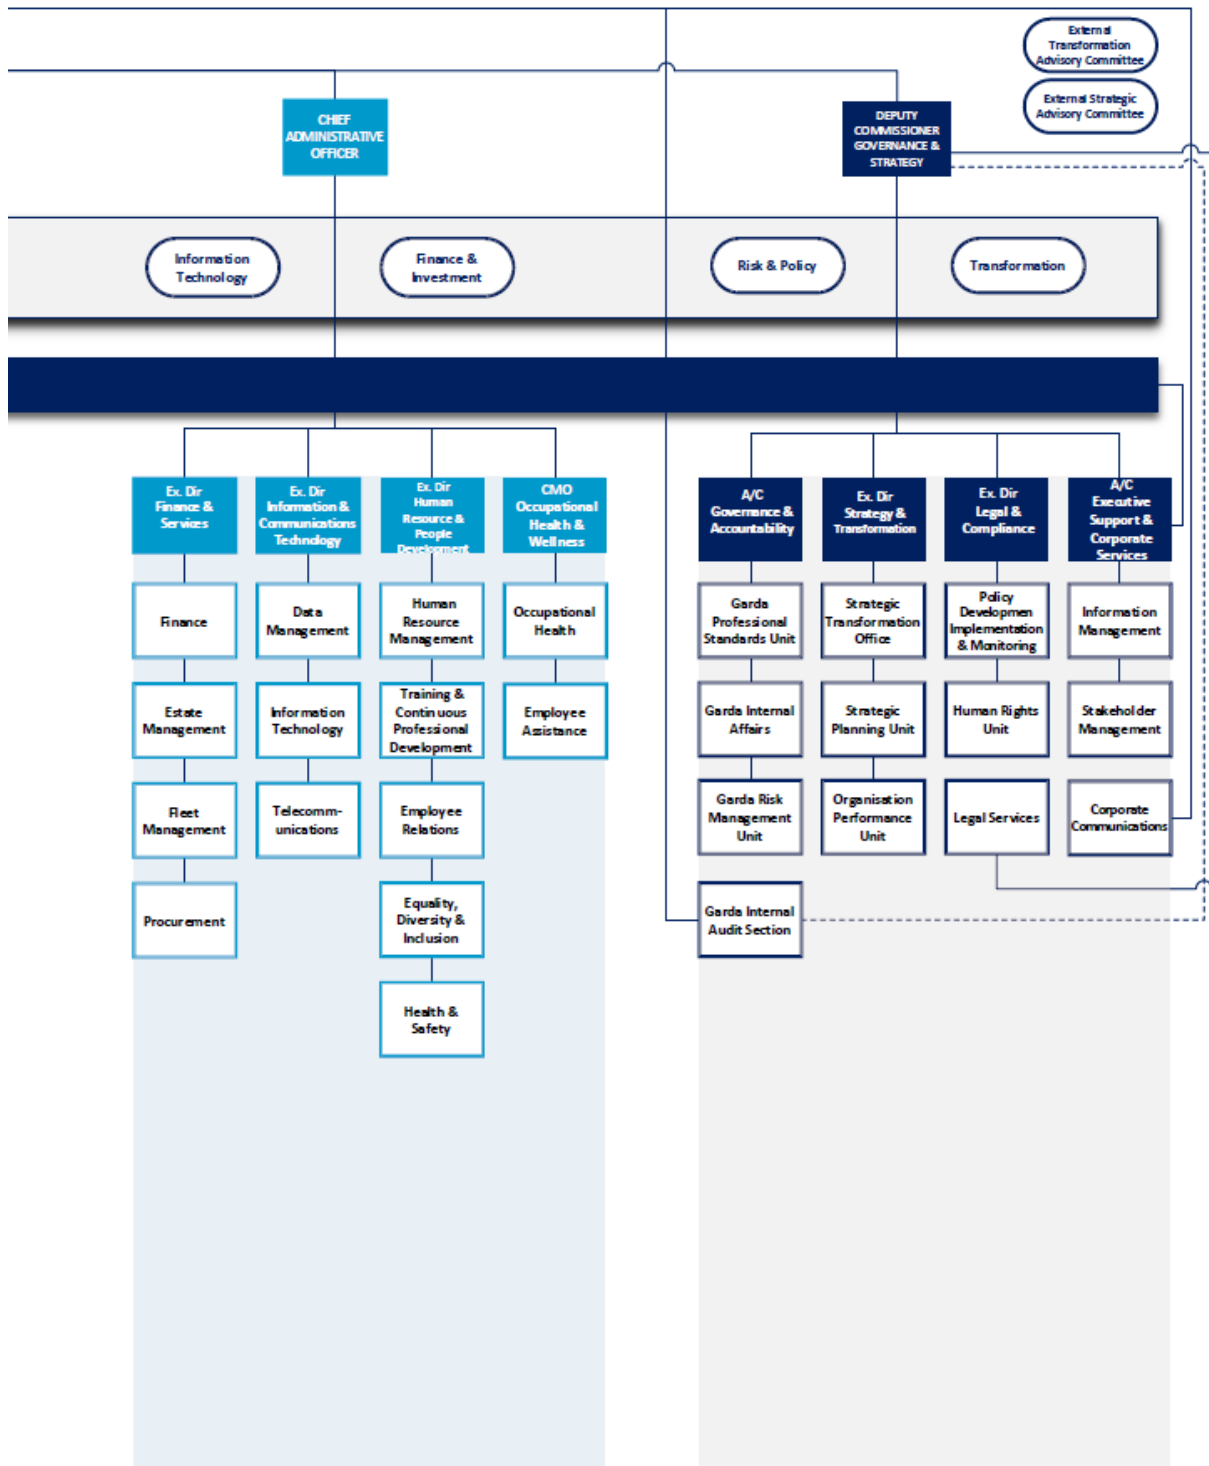 External
Transformation
Advisory Committee
External Strategic
Advisory Committee
CHIEF
ADMINISTRATIVE
OFFICER
DEPUTY
COMMISSIONER
GOVERNANCE &
STRATEGY
Information
Technology
Finance &
Investment
Risk & Policy
Transformation
Ex. Dir
Finance &
Services
Ex. Dir
Information &
Communications
Technology
Ex. Dir
Human
Resource &
People
Development
CMO
Occupational
Health &
Wellness
A/C
Governance &
Accountability
Ex. Dir
Strategy &
Transformation
Ex. Dir
Legal &
Compliance
A/C
Executive
Support &
Corporate
Services
Finance
Data
Management
Human
Resource
Management
Occupational
Health
Garda
Professional
Standards Unit
Strategic
Transformation
Office
Policy
Developmen
Implementation
& Monitoring
Information
Management
Estate
Management
Information
Technology
Training &
Continuous
Professional
Development
Employee
Assistance
Garda Internal
Affairs
Strategic
Planning Unit
Human Rights
Unit
Stakeholder
Management
Fleet
Management
Telecomm-
unications
Employee
Relations
Garda Risk
Management
Unit
Organisation
Performance
Unit
Legal Services
Corporate
Communications
Procurement
Equality,
Diversity &
Inclusion
Garda Internal
Audit Section
Health &
Safety